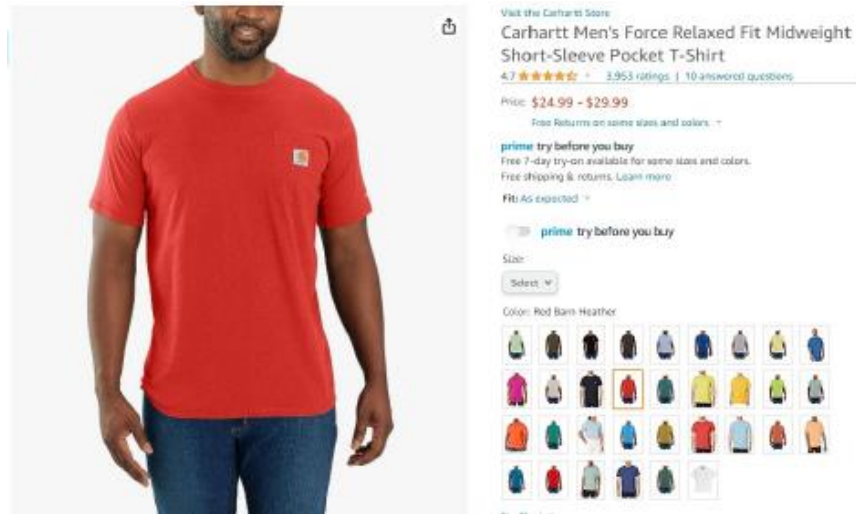 Visit the Carhartt Store
Carhartt Men's Force Relaxed Fit Midweight
Short-Sleeve Pocket T-Shirt
4.7 3,953 ratings | 10 answered questions
Price: $24.99 - $29.99
Free Returns on some sizes and colors
prime try before you buy
Free 7-day try-on available for some sizes and colors.
Free shipping & returns. Learn more
Fit: As expected
prime try before you buy
Size:
Select
Color: Red Barn Heather